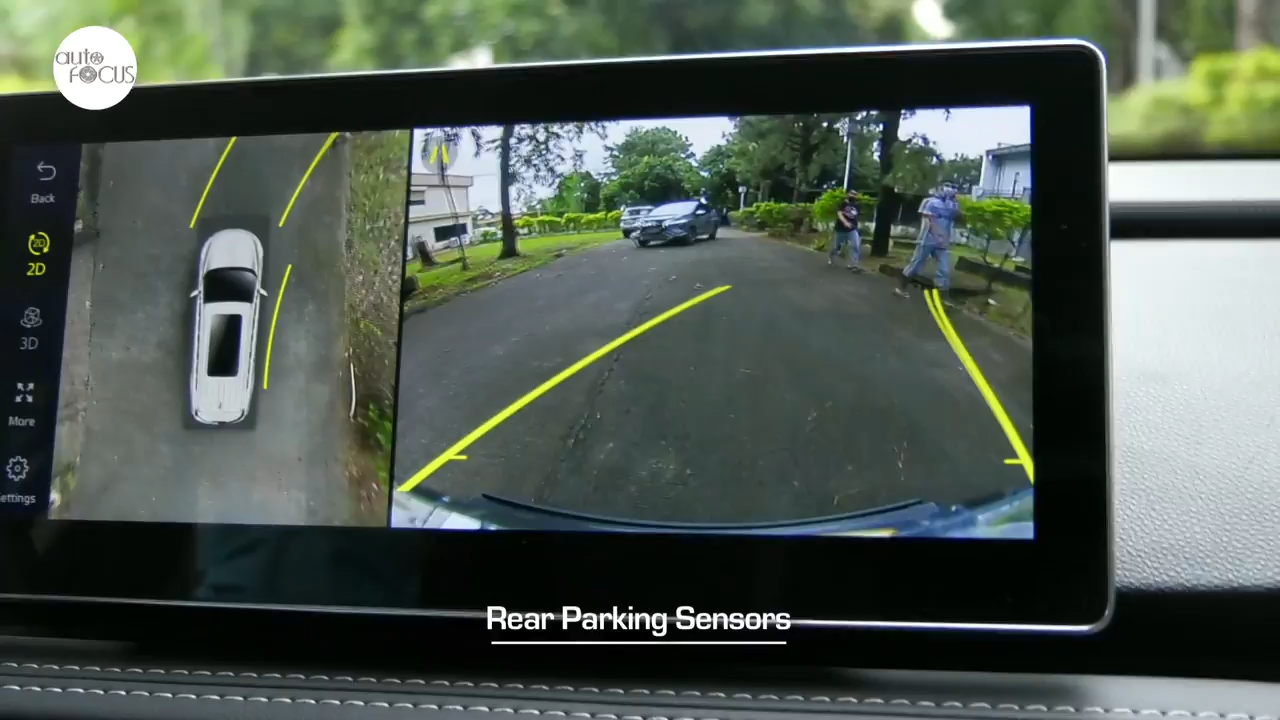 auto
FOCUS
Back
2D
2D
3D
More
ettings
Rear Parking Sensors